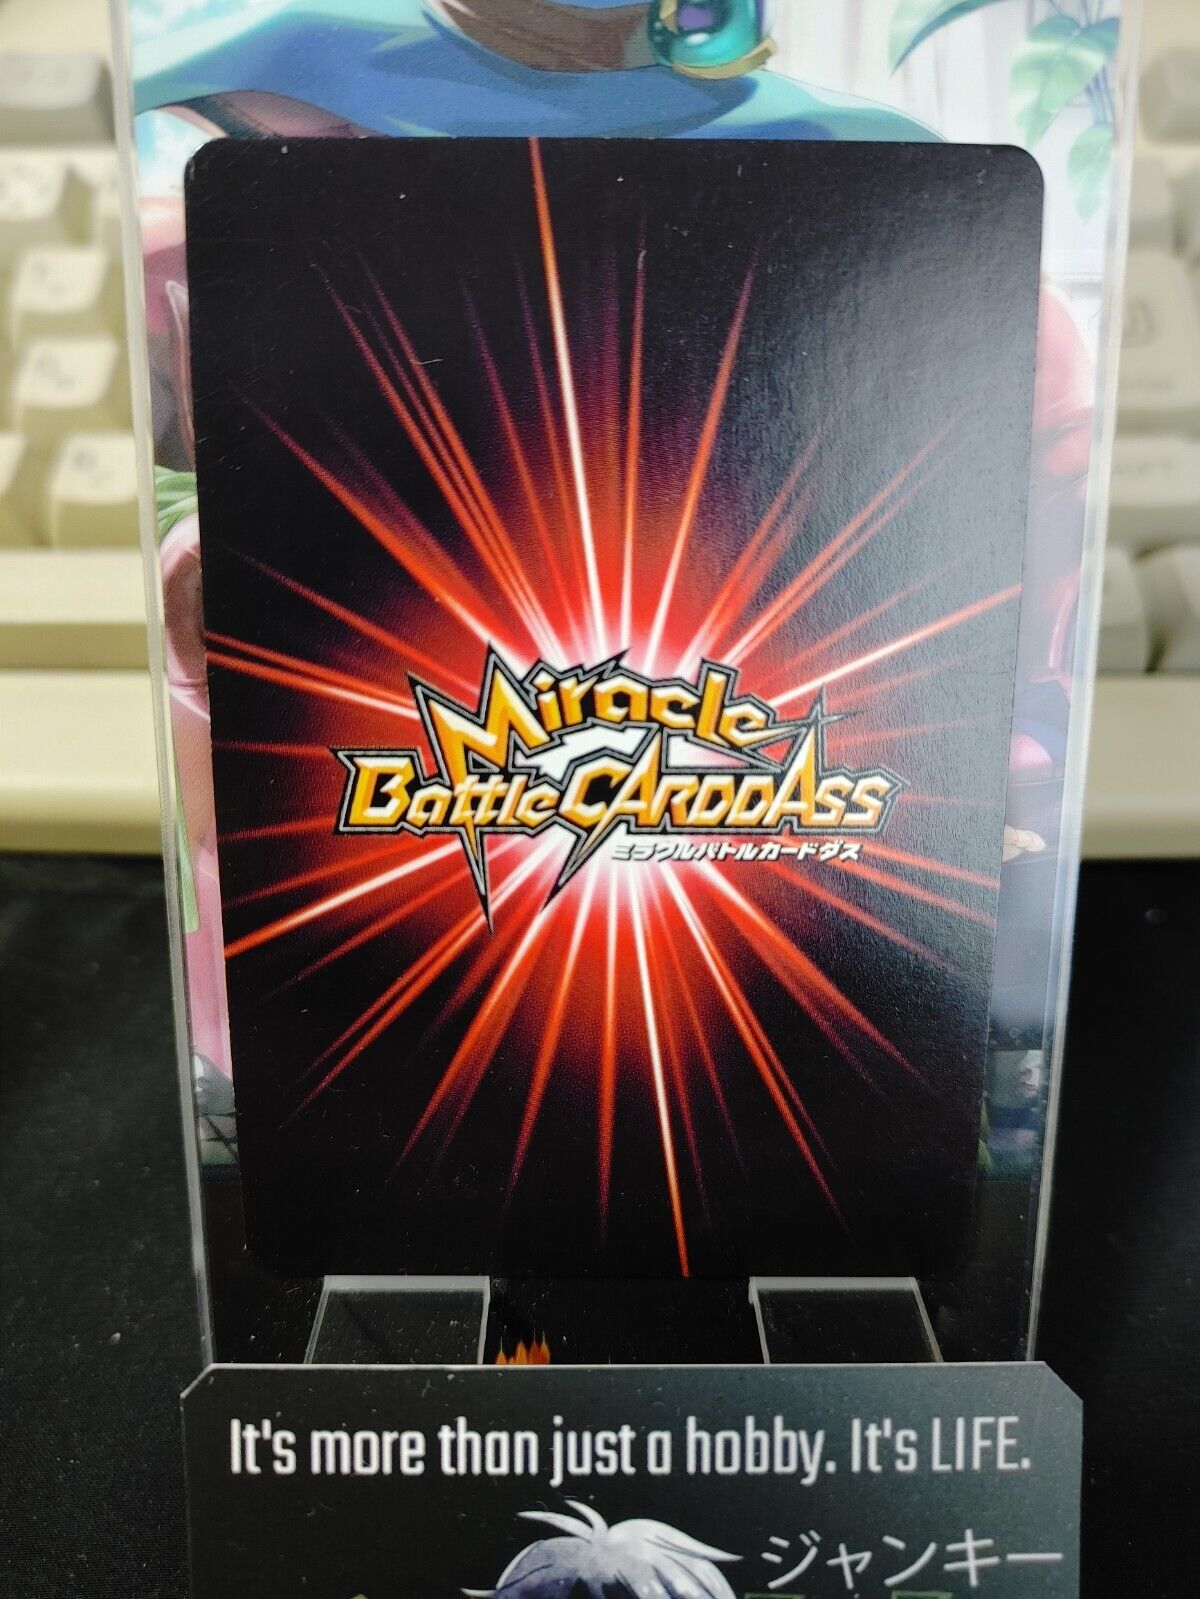 Miracle
Battle CARDDASS
ミラクルバトルカードダス
It's more than just a hobby. It's LIFE.
ジャンキー